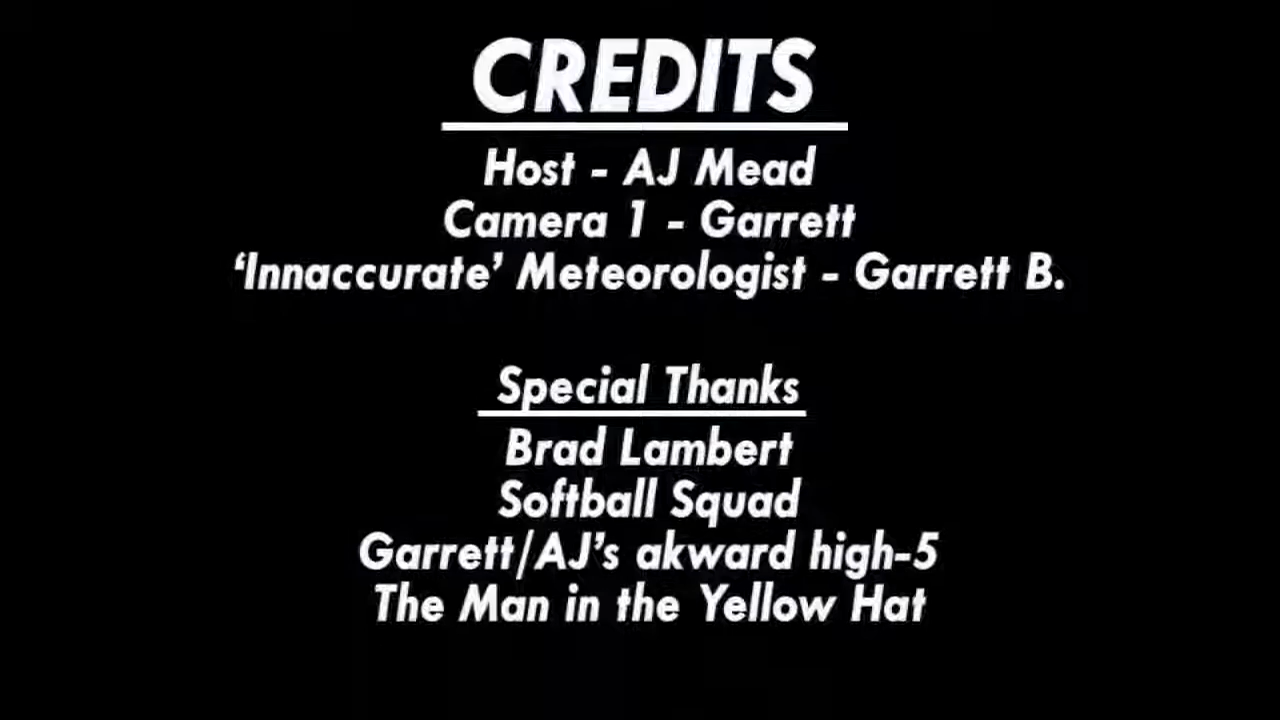 CREDITS
Host - AJ Mead
Camera 1 - Garrett
‘Innaccurate’ Meteorologist - Garrett B.
Special Thanks
Brad Lambert
Softball Squad
Garrett/AJ’s akward high-5
The Man in the Yellow Hat